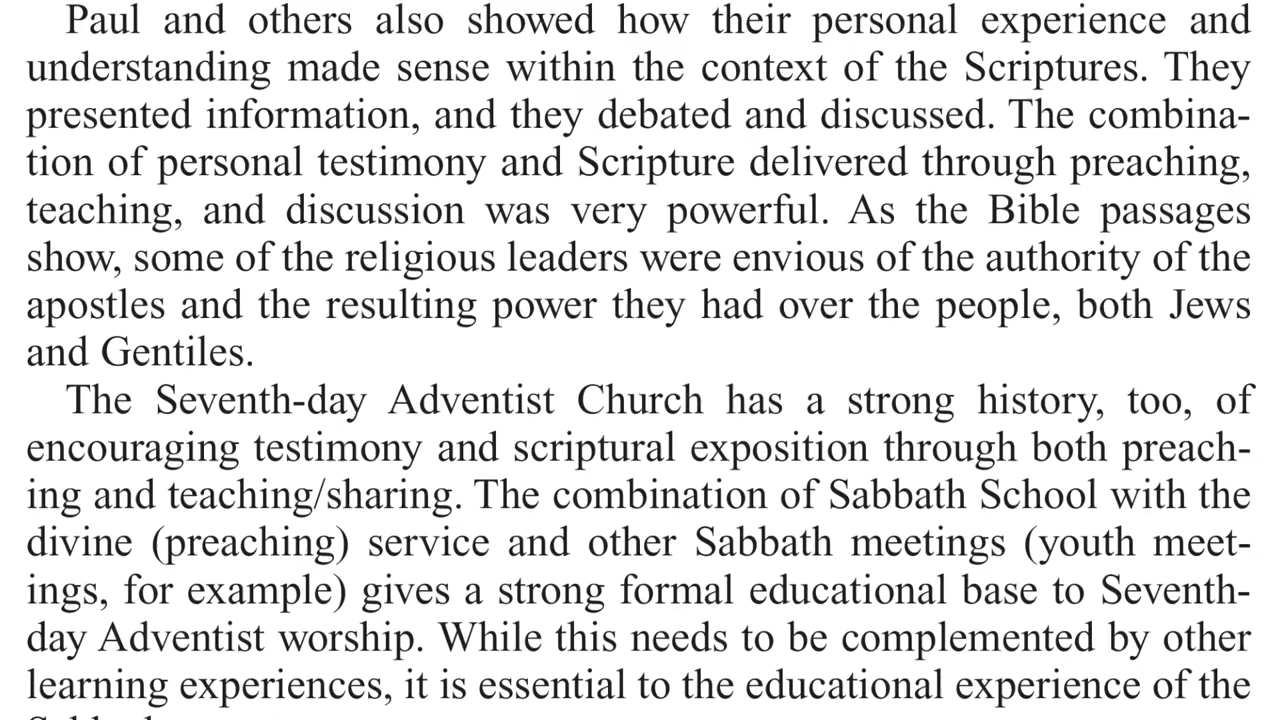 Paul and others also showed how their personal experience and
understanding made sense within the context of the Scriptures. They
presented information, and they debated and discussed. The combina-
tion of personal testimony and Scripture delivered through preaching,
teaching, and discussion was very powerful. As the Bible passages
show, some of the religious leaders were envious of the authority of the
apostles and the resulting power they had over the people, both Jews
and Gentiles.
The Seventh-day Adventist Church has a strong history, too, of
encouraging testimony and scriptural exposition through both preach-
ing and teaching/sharing. The combination of Sabbath School with the
divine (preaching) service and other Sabbath meetings (youth meet-
ings, for example) gives a strong formal educational base to Seventh-
day Adventist worship. While this needs to be complemented by other
learning experiences, it is essential to the educational experience of the